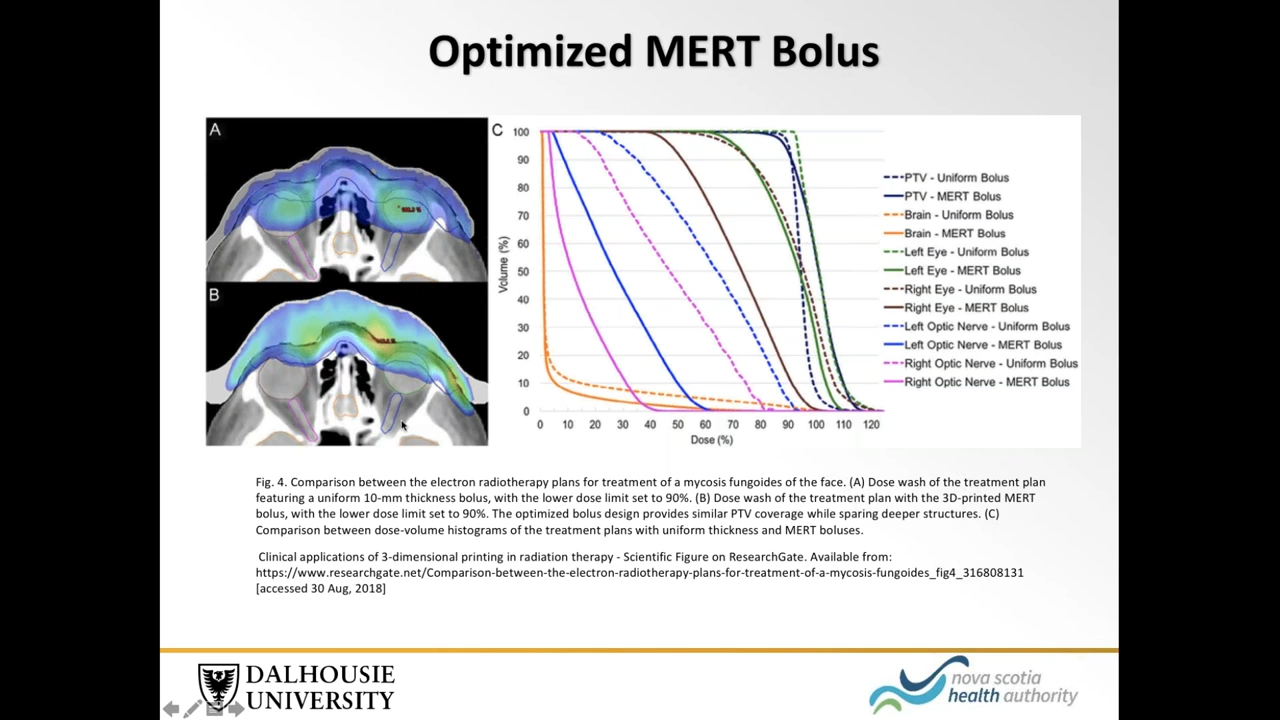 Optimized MERT Bolus
A
B
C
100
90
80
70
60
50
40
30
20
10
0
Volume (%)
0 10 20 30 40 50 60 70 80 90 100 110 120
Dose (%)
PTV - Uniform Bolus
PTV - MERT Bolus
Brain - Uniform Bolus
Brain - MERT Bolus
Left Eye - Uniform Bolus
Left Eye - MERT Bolus
Right Eye - Uniform Bolus
Right Eye - MERT Bolus
Left Optic Nerve - Uniform Bolus
Left Optic Nerve - MERT Bolus
Right Optic Nerve - Uniform Bolus
Right Optic Nerve - MERT Bolus
Fig. 4. Comparison between the electron radiotherapy plans for treatment of a mycosis fungoides of the face. (A) Dose wash of the treatment plan
featuring a uniform 10-mm thickness bolus, with the lower dose limit set to 90%. (B) Dose wash of the treatment plan with the 3D-printed MERT
bolus, with the lower dose limit set to 90%. The optimized bolus design provides similar PTV coverage while sparing deeper structures. (C)
Comparison between dose-volume histograms of the treatment plans with uniform thickness and MERT boluses.
Clinical applications of 3-dimensional printing in radiation therapy - Scientific Figure on ResearchGate. Available from:
https://www.researchgate.net/Comparison-between-the-electron-radiotherapy-plans-for-treatment-of-a-mycosis-fungoides_fig4_316808131
[accessed 30 Aug, 2018]
DALHOUSIE
UNIVERSITY
nova scotia
health authority